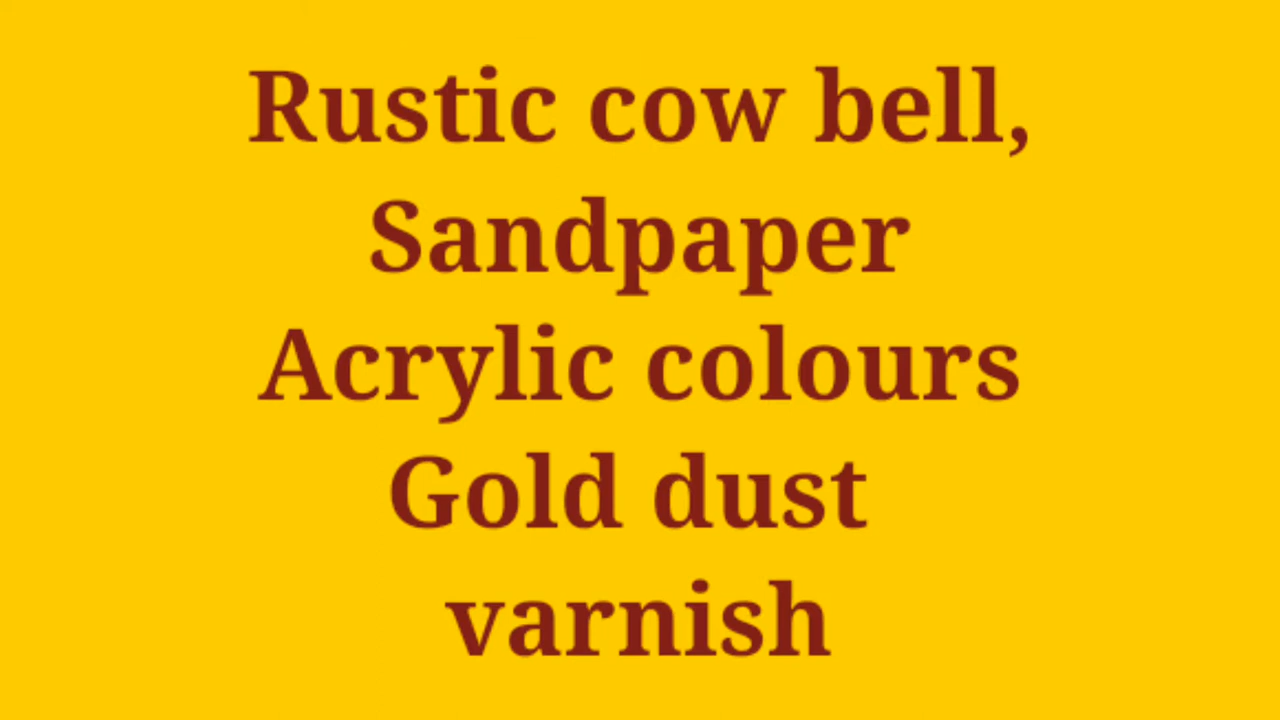 Rustic cow bell,
Sandpaper
Acrylic colours
Gold dust
varnish